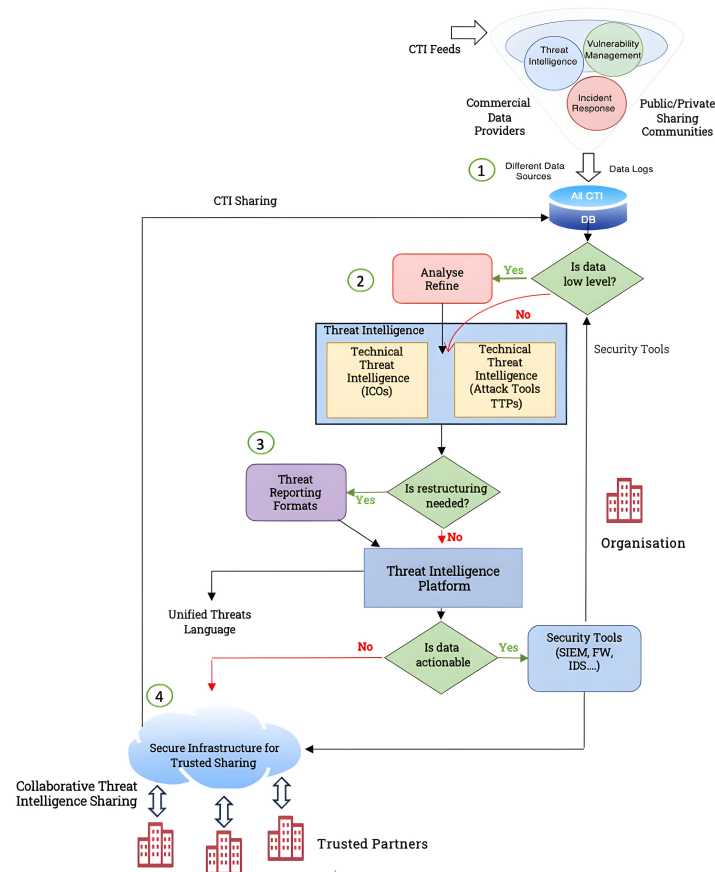 CTI Feeds
Threat
Intelligence
Vulnerability
Management
Incident
Response
Commercial
Data
Providers
Public/Private
Sharing
Communities
1
Different Data
Sources
Data Logs
All CTI
DB
CTI Sharing
Is data
low level?
Yes
No
2
Analyse
Refine
Threat Intelligence
Technical
Threat
Intelligence
(ICOs)
Technical
Threat
Intelligence
(Attack Tools
TTPs)
Security Tools
3
Threat
Reporting
Formats
Yes
Is restructuring
needed?
No
Organisation
Threat Intelligence
Platform
Unified Threats
Language
No
Is data
actionable
Yes
Security Tools
(SIEM, FW,
IDS....)
4
Secure Infrastructure for
Trusted Sharing
Collaborative Threat
Intelligence Sharing
Trusted Partners